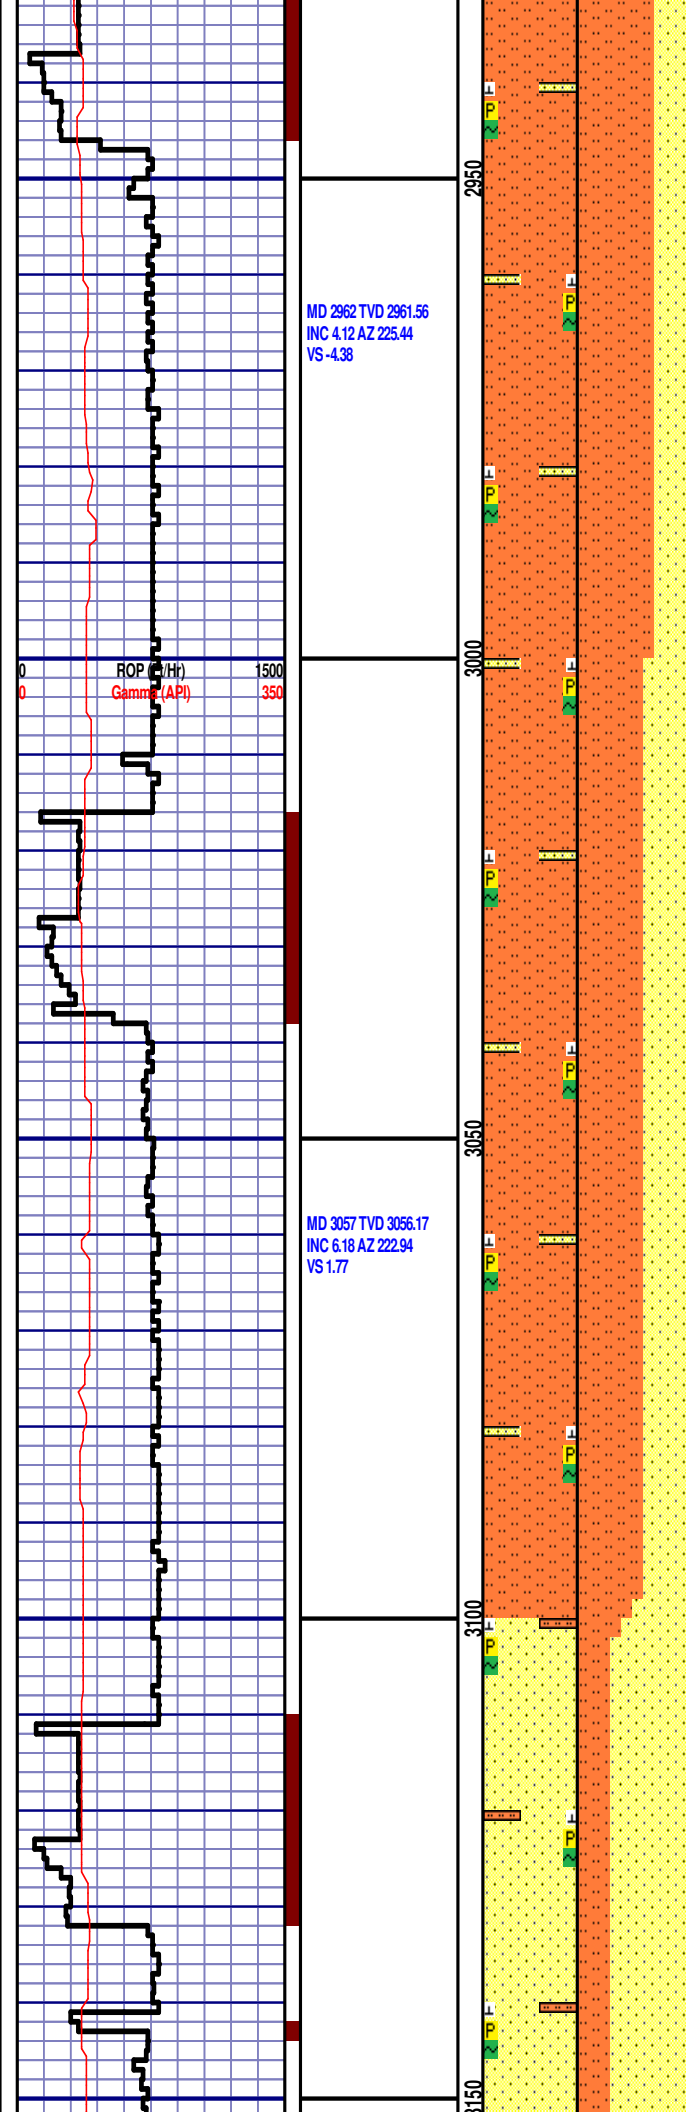 2950
MD 2962 TVD 2961.56
INC 4.12 AZ 225.44
VS -4.38
3000
0 ROP (ft/Hr) 1500
0 Gamma (API) 350
3050
MD 3057 TVD 3056.17
INC 6.18 AZ 222.94
VS 1.77
3100
3150
P
P
P
P
P
P
P
P
P
P
P